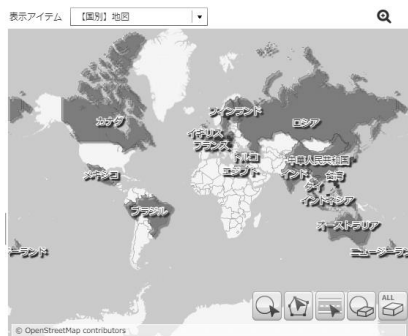 表示アイテム 【国別】地図
カナダ
フィンランド
ロシア
イギリス
フランス
トルコ
中華人民共和国
メキシコ
エジプト
インド
台湾
タイ
インドネシア
ブラジル
オーストラリア
ーランド
ニュージーラン
ALL
© OpenStreetMap contributors